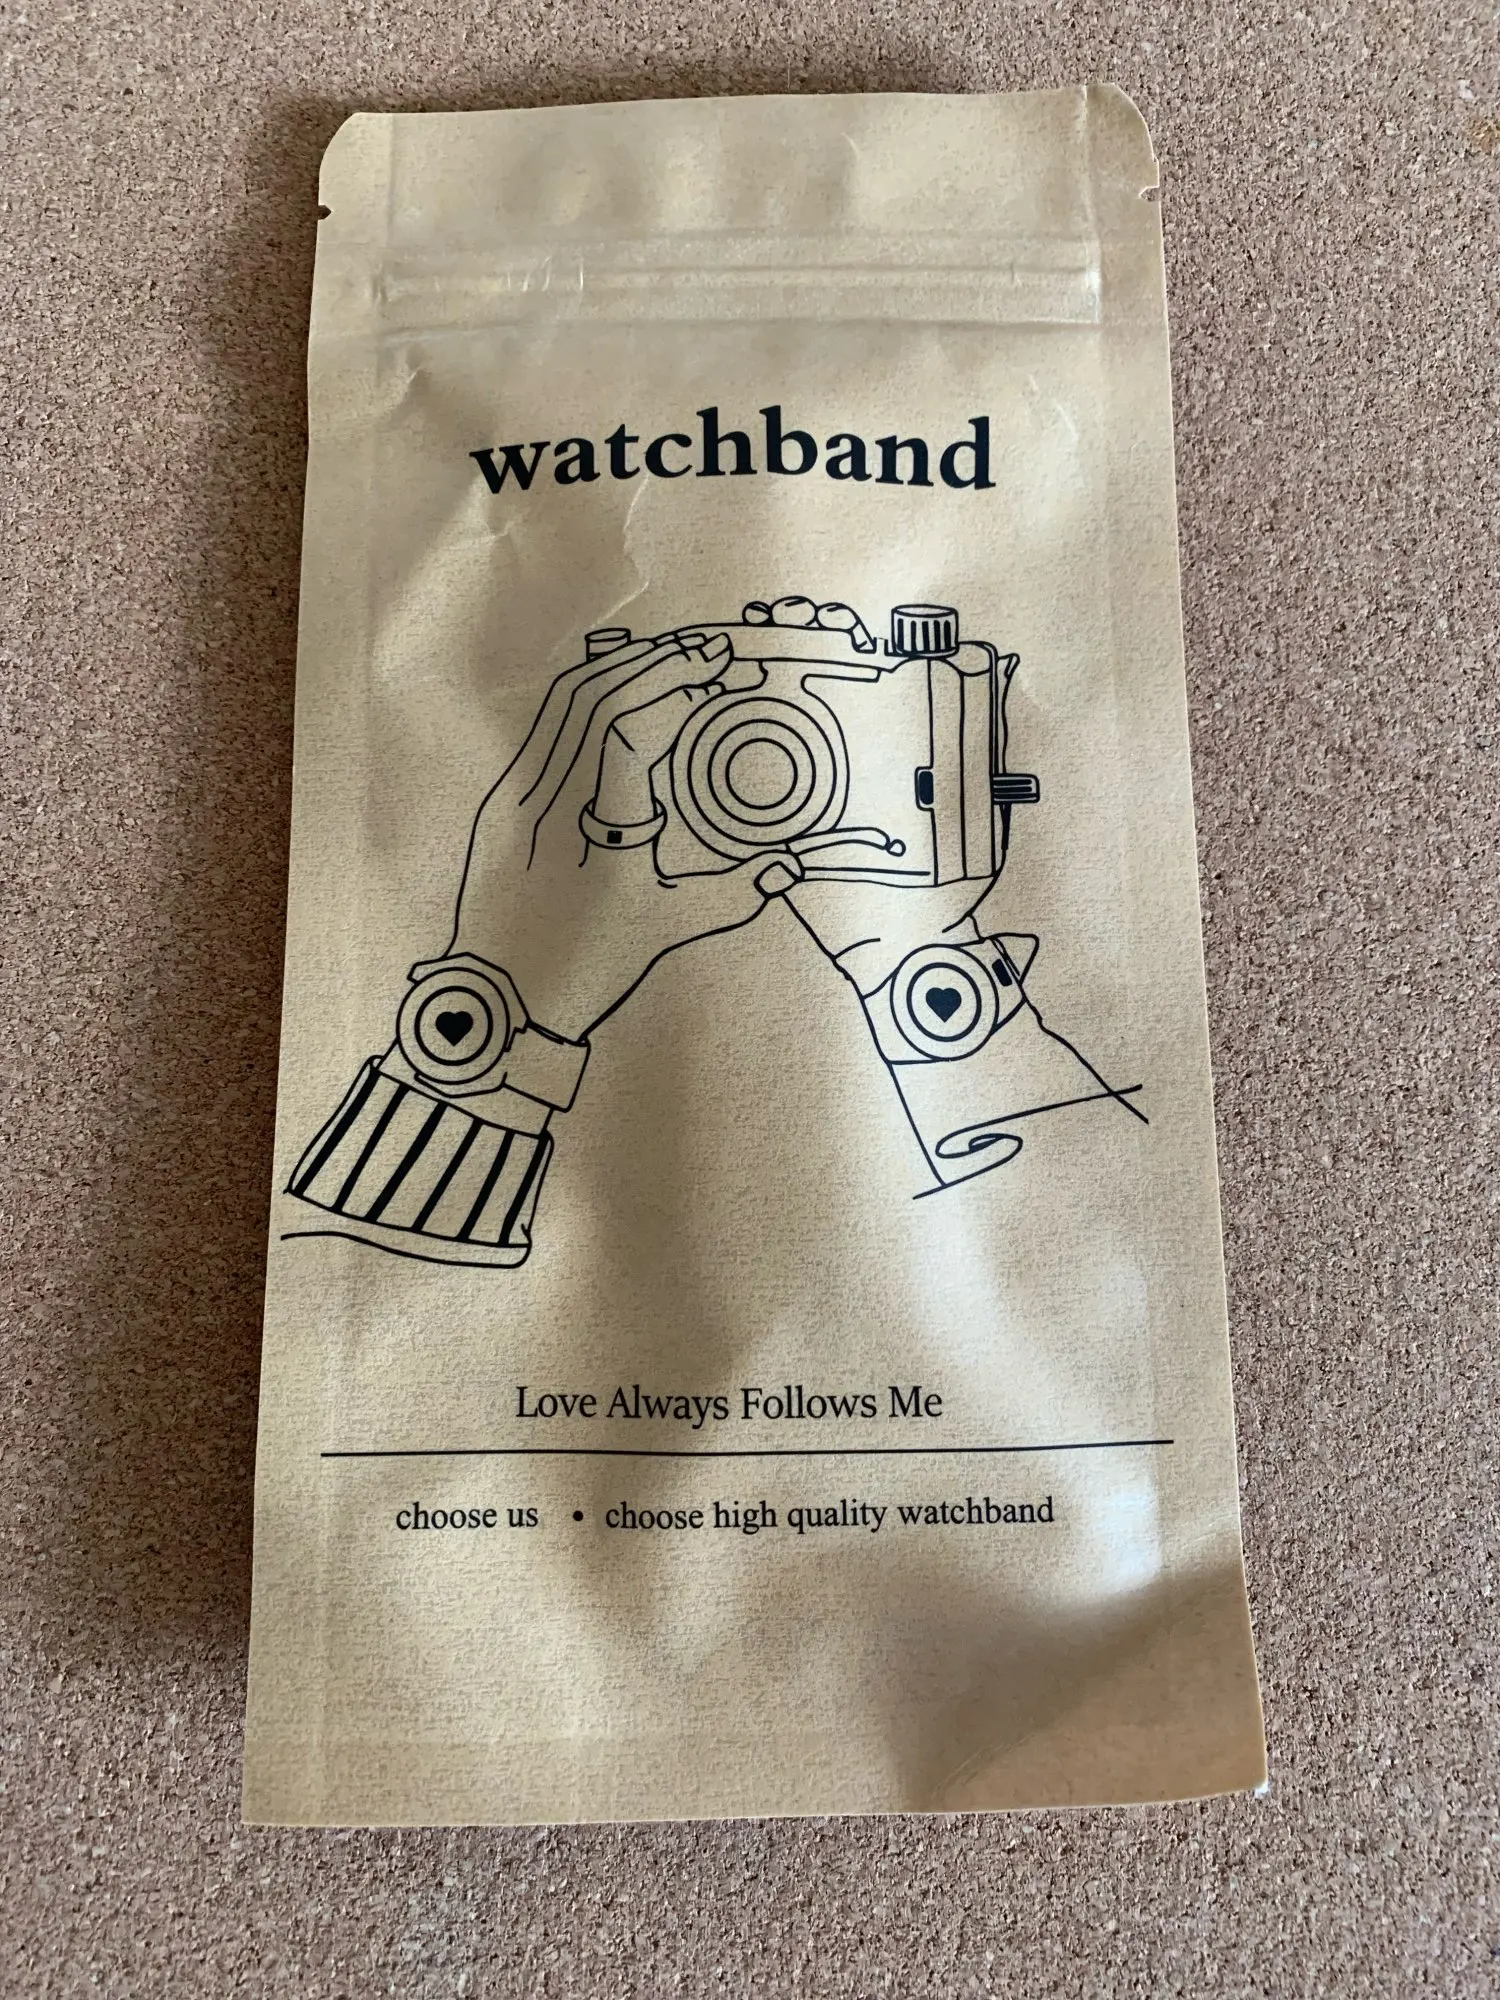 watchband
Love Always Follows Me
choose us • choose high quality watchband